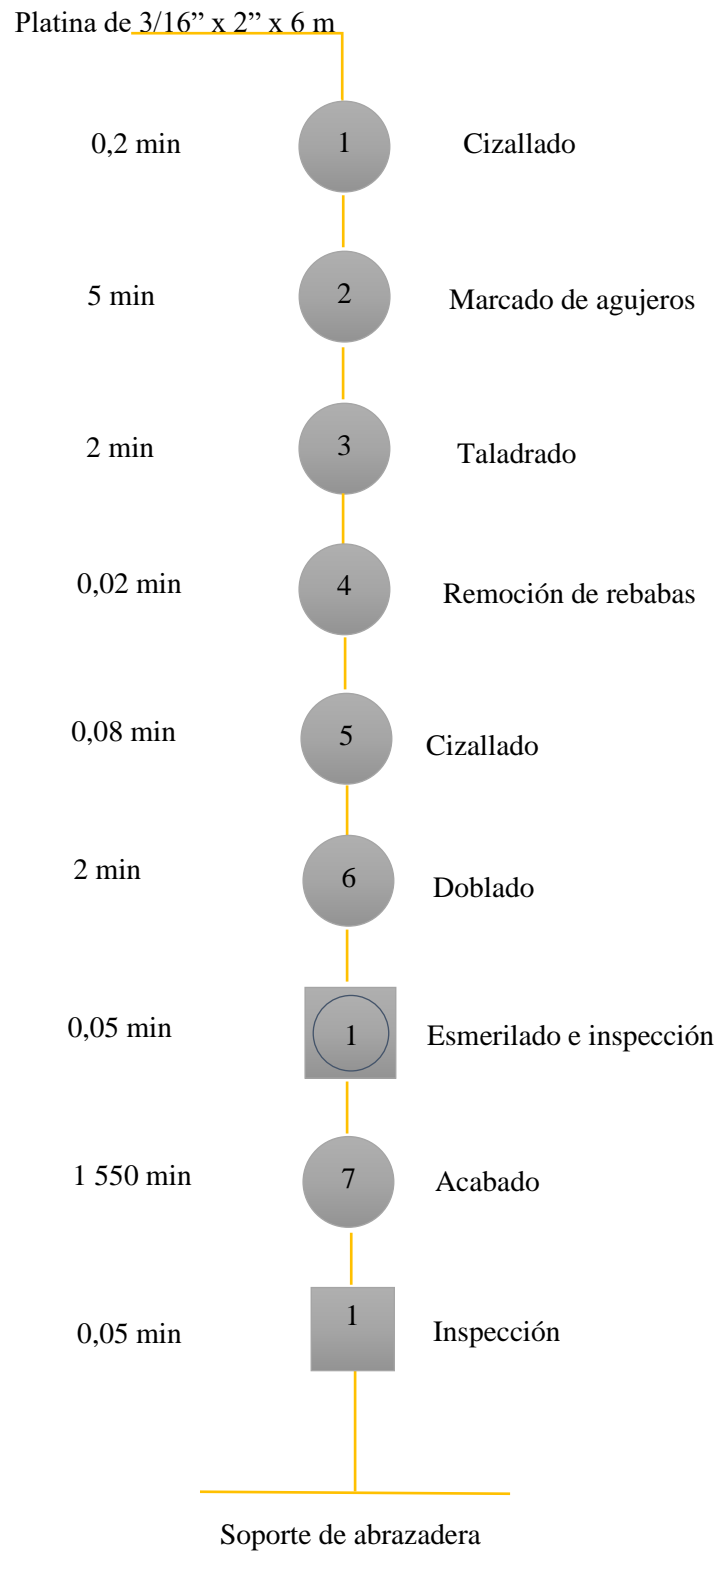 Platina de 3/16” x 2” x 6 m
0,2 min 1 Cizallado
5 min 2 Marcado de agujeros
2 min 3 Taladrado
0,02 min 4 Remoción de rebabas
0,08 min 5 Cizallado
2 min 6 Doblado
0,05 min 1 Esmerilado e inspección
1 550 min 7 Acabado
0,05 min 1 Inspección
Soporte de abrazadera